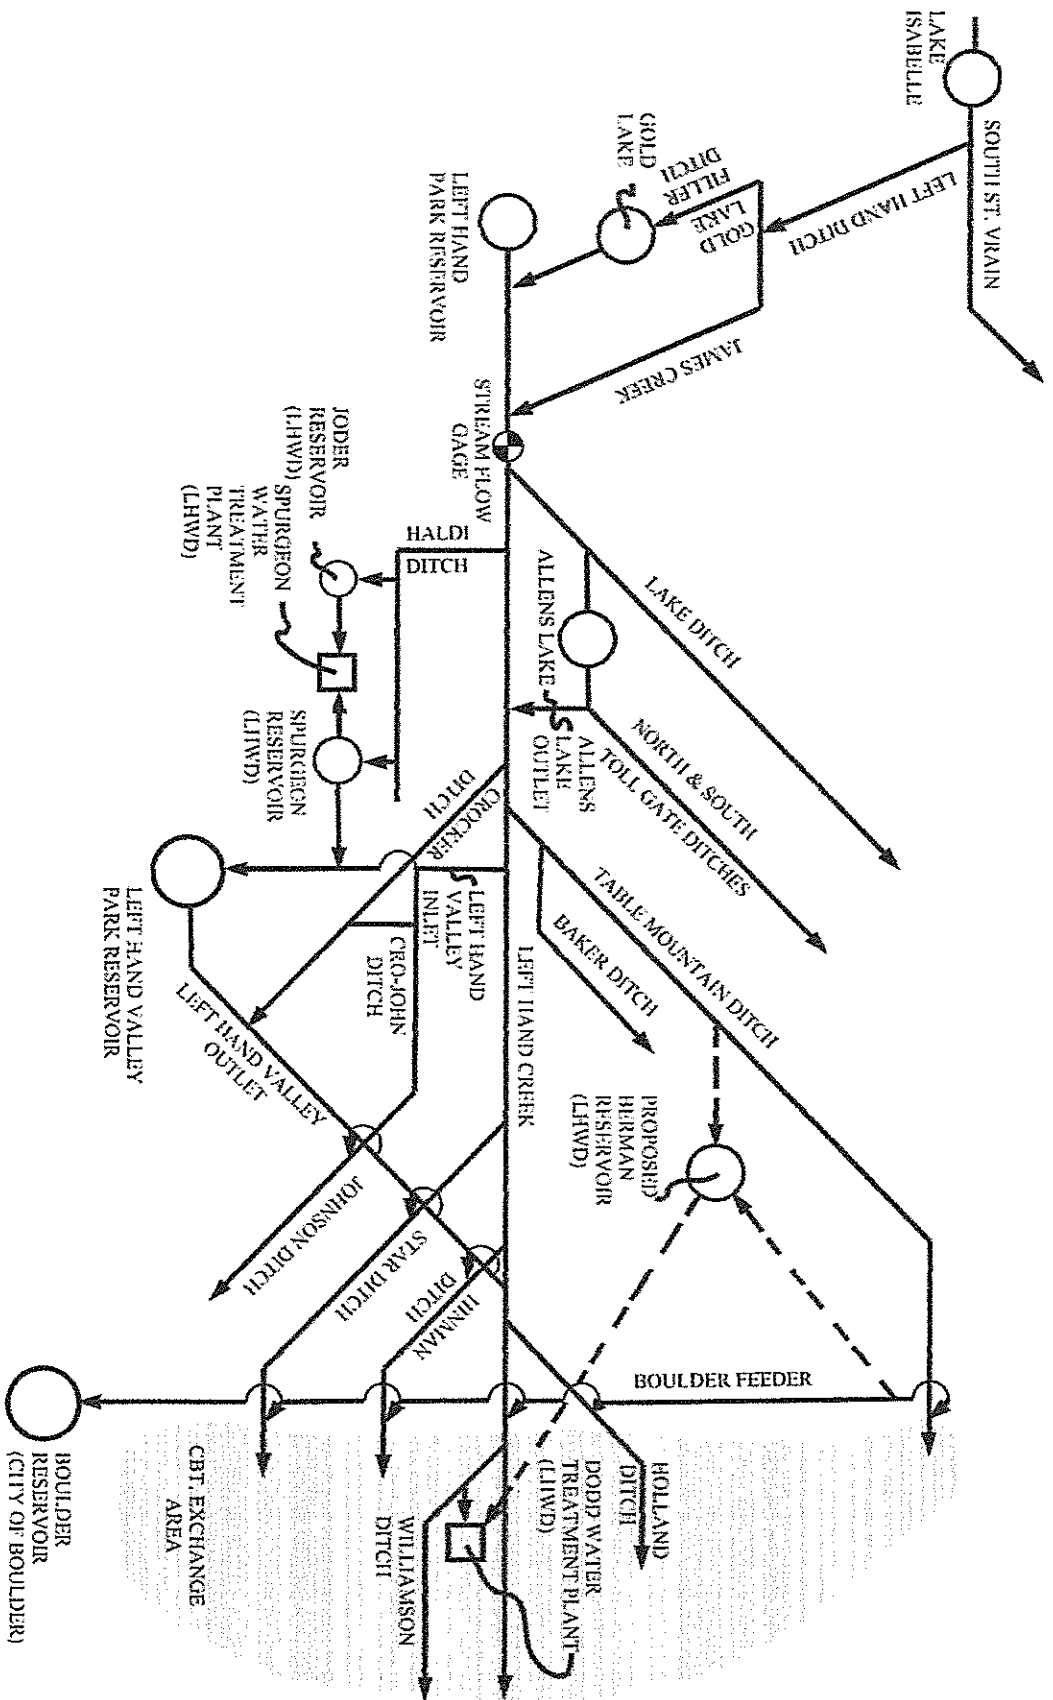 LAKE
ISABELLE
SOUTH ST. VRAIN
LEFT HAND DITCH
GOLD
LAKE
GOLD
LAKE
FILLER
DITCH
JAMES CREEK
LEFT HAND
PARK RESERVOIR
STREAM FLOW
GAGE
LAKE DITCH
ALLENS LAKE
ALLENS
LAKE
OUTLET
NORTH & SOUTH
TOLL GATE DITCHES
HALDI
DITCH
JODER
RESERVOIR
(LHWD)
SPURGEON
WATER
TREATMENT
PLANT
(LHWD)
SPURGEON
RESERVOIR
(LHWD)
CROCKER
DITCH
TABLE MOUNTAIN DITCH
BAKER DITCH
LEFT HAND
VALLEY
INLET
LEFT HAND CREEK
CRO-JOHN
DITCH
LEFT HAND VALLEY
PARK RESERVOIR
LEFT HAND VALLEY
OUTLET
PROPOSED
BERMAN
RESERVOIR
(LHWD)
JOHNSON DITCH
STAR DITCH
HINMAN
DITCH
BOULDER FEEDER
HOLLAND
DITCH
DODD WATER
TREATMENT PLANT
(LHWD)
WILLIAMSON
DITCH
CBT. EXCHANGE
AREA
BOULDER
RESERVOIR
(CITY OF BOULDER)